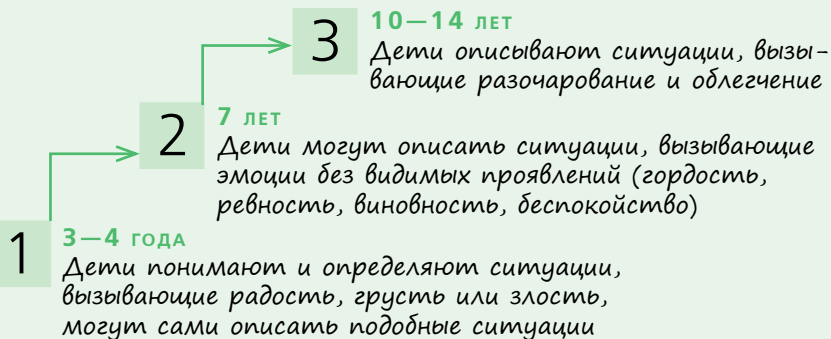 3
10—14 ЛЕТ
Дети описывают ситуации, вызы-
вающие разочарование и облегчение
2
7 ЛЕТ
Дети могут описать ситуации, вызывающие
эмоции без видимых проявлений (гордость,
ревность, виновность, беспокойство)
1
3—4 ГОДА
Дети понимают и определяют ситуации,
вызывающие радость, грусть или злость,
могут сами описать подобные ситуации